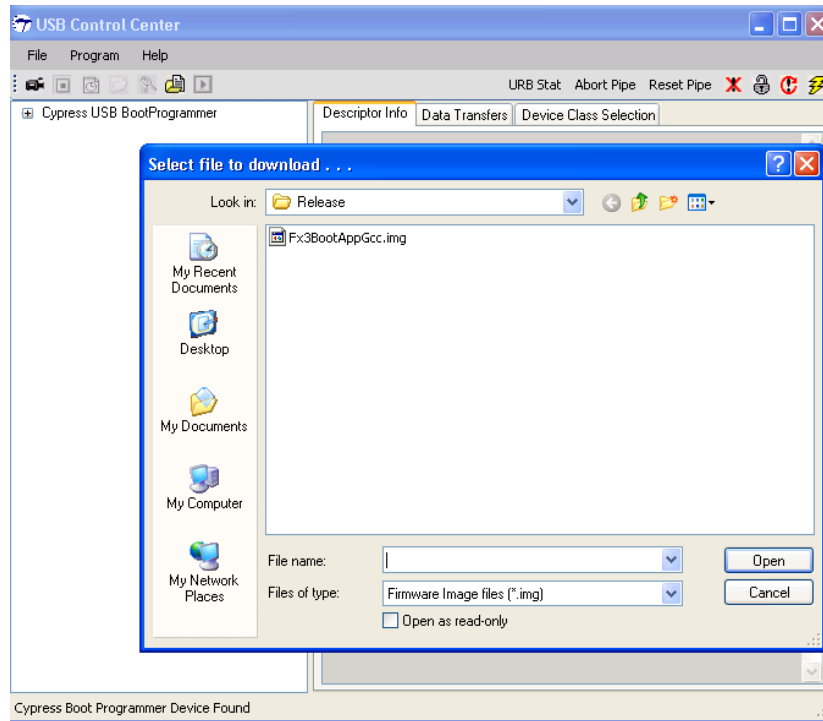 USB Control Center
File Program Help
URB Stat Abort Pipe Reset Pipe
Cypress USB BootProgrammer
Descriptor Info Data Transfers Device Class Selection
Select file to download . . .
Look in: Release
Fx3BootAppGcc.img
My Recent
Documents
Desktop
My Documents
My Computer
My Network
Places
File name: Open
Files of type: Firmware Image files (*.img) Cancel
Open as read-only
Cypress Boot Programmer Device Found